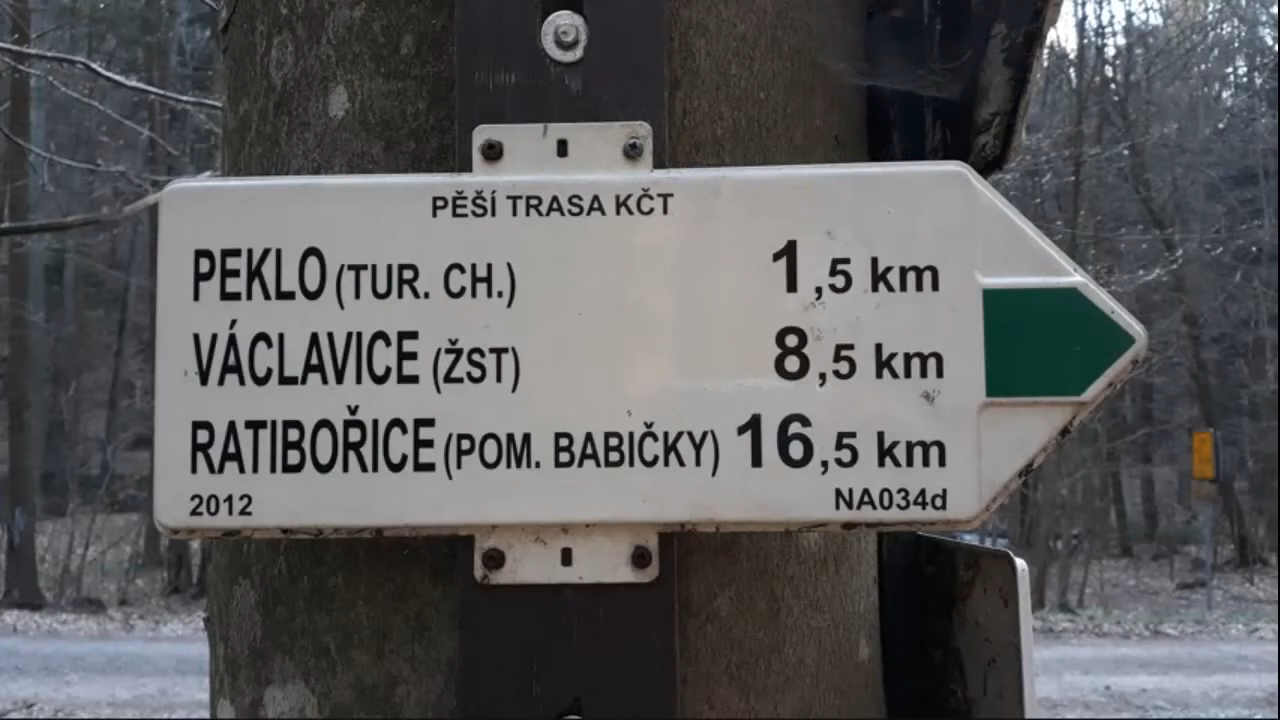 PĚŠÍ TRASA KČT
PEKLO (TUR. CH.) 1,5 km
VÁCLAVICE (ŽST) 8,5 km
RATIBOŘICE (POM. BABIČKY) 16,5 km
2012 NA034d